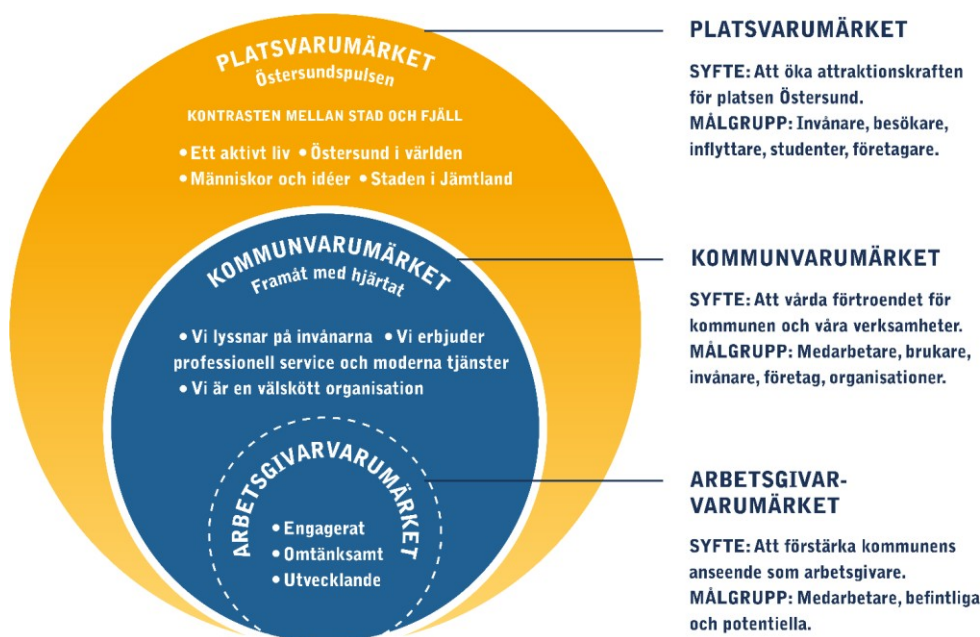 PLATSVARUMÄRKET
Östersundspulsen
KONTRASTEN MELLAN STAD OCH FJÄLL
• Ett aktivt liv • Östersund i världen
• Människor och idéer • Staden i Jämtland
KOMMUNVARUMÄRKET
Framåt med hjärtat
• Vi lyssnar på invånarna • Vi erbjuder
professionell service och moderna tjänster
• Vi är en välskött organisation
ARBETSGIVARVARUMÄRKET
• Engagerat
• Omtänksamt
• Utvecklande
PLATSVARUMÄRKET
SYFTE: Att öka attraktionskraften
för platsen Östersund.
MÅLGRUPP: Invånare, besökare,
inflyttare, studenter, företagare.
KOMMUNVARUMÄRKET
SYFTE: Att vårda förtroendet för
kommunen och våra verksamheter.
MÅLGRUPP: Medarbetare, brukare,
invånare, företag, organisationer.
ARBETSGIVAR-
VARUMÄRKET
SYFTE: Att förstärka kommunens
anseende som arbetsgivare.
MÅLGRUPP: Medarbetare, befintliga
och potentiella.